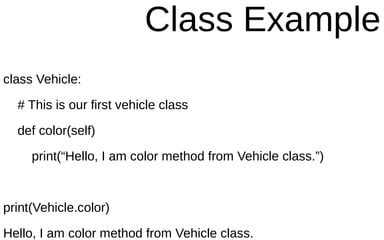 Class Example
class Vehicle:
# This is our first vehicle class
def color(self)
print(“Hello, I am color method from Vehicle class.”)
print(Vehicle.color)
Hello, I am color method from Vehicle class.